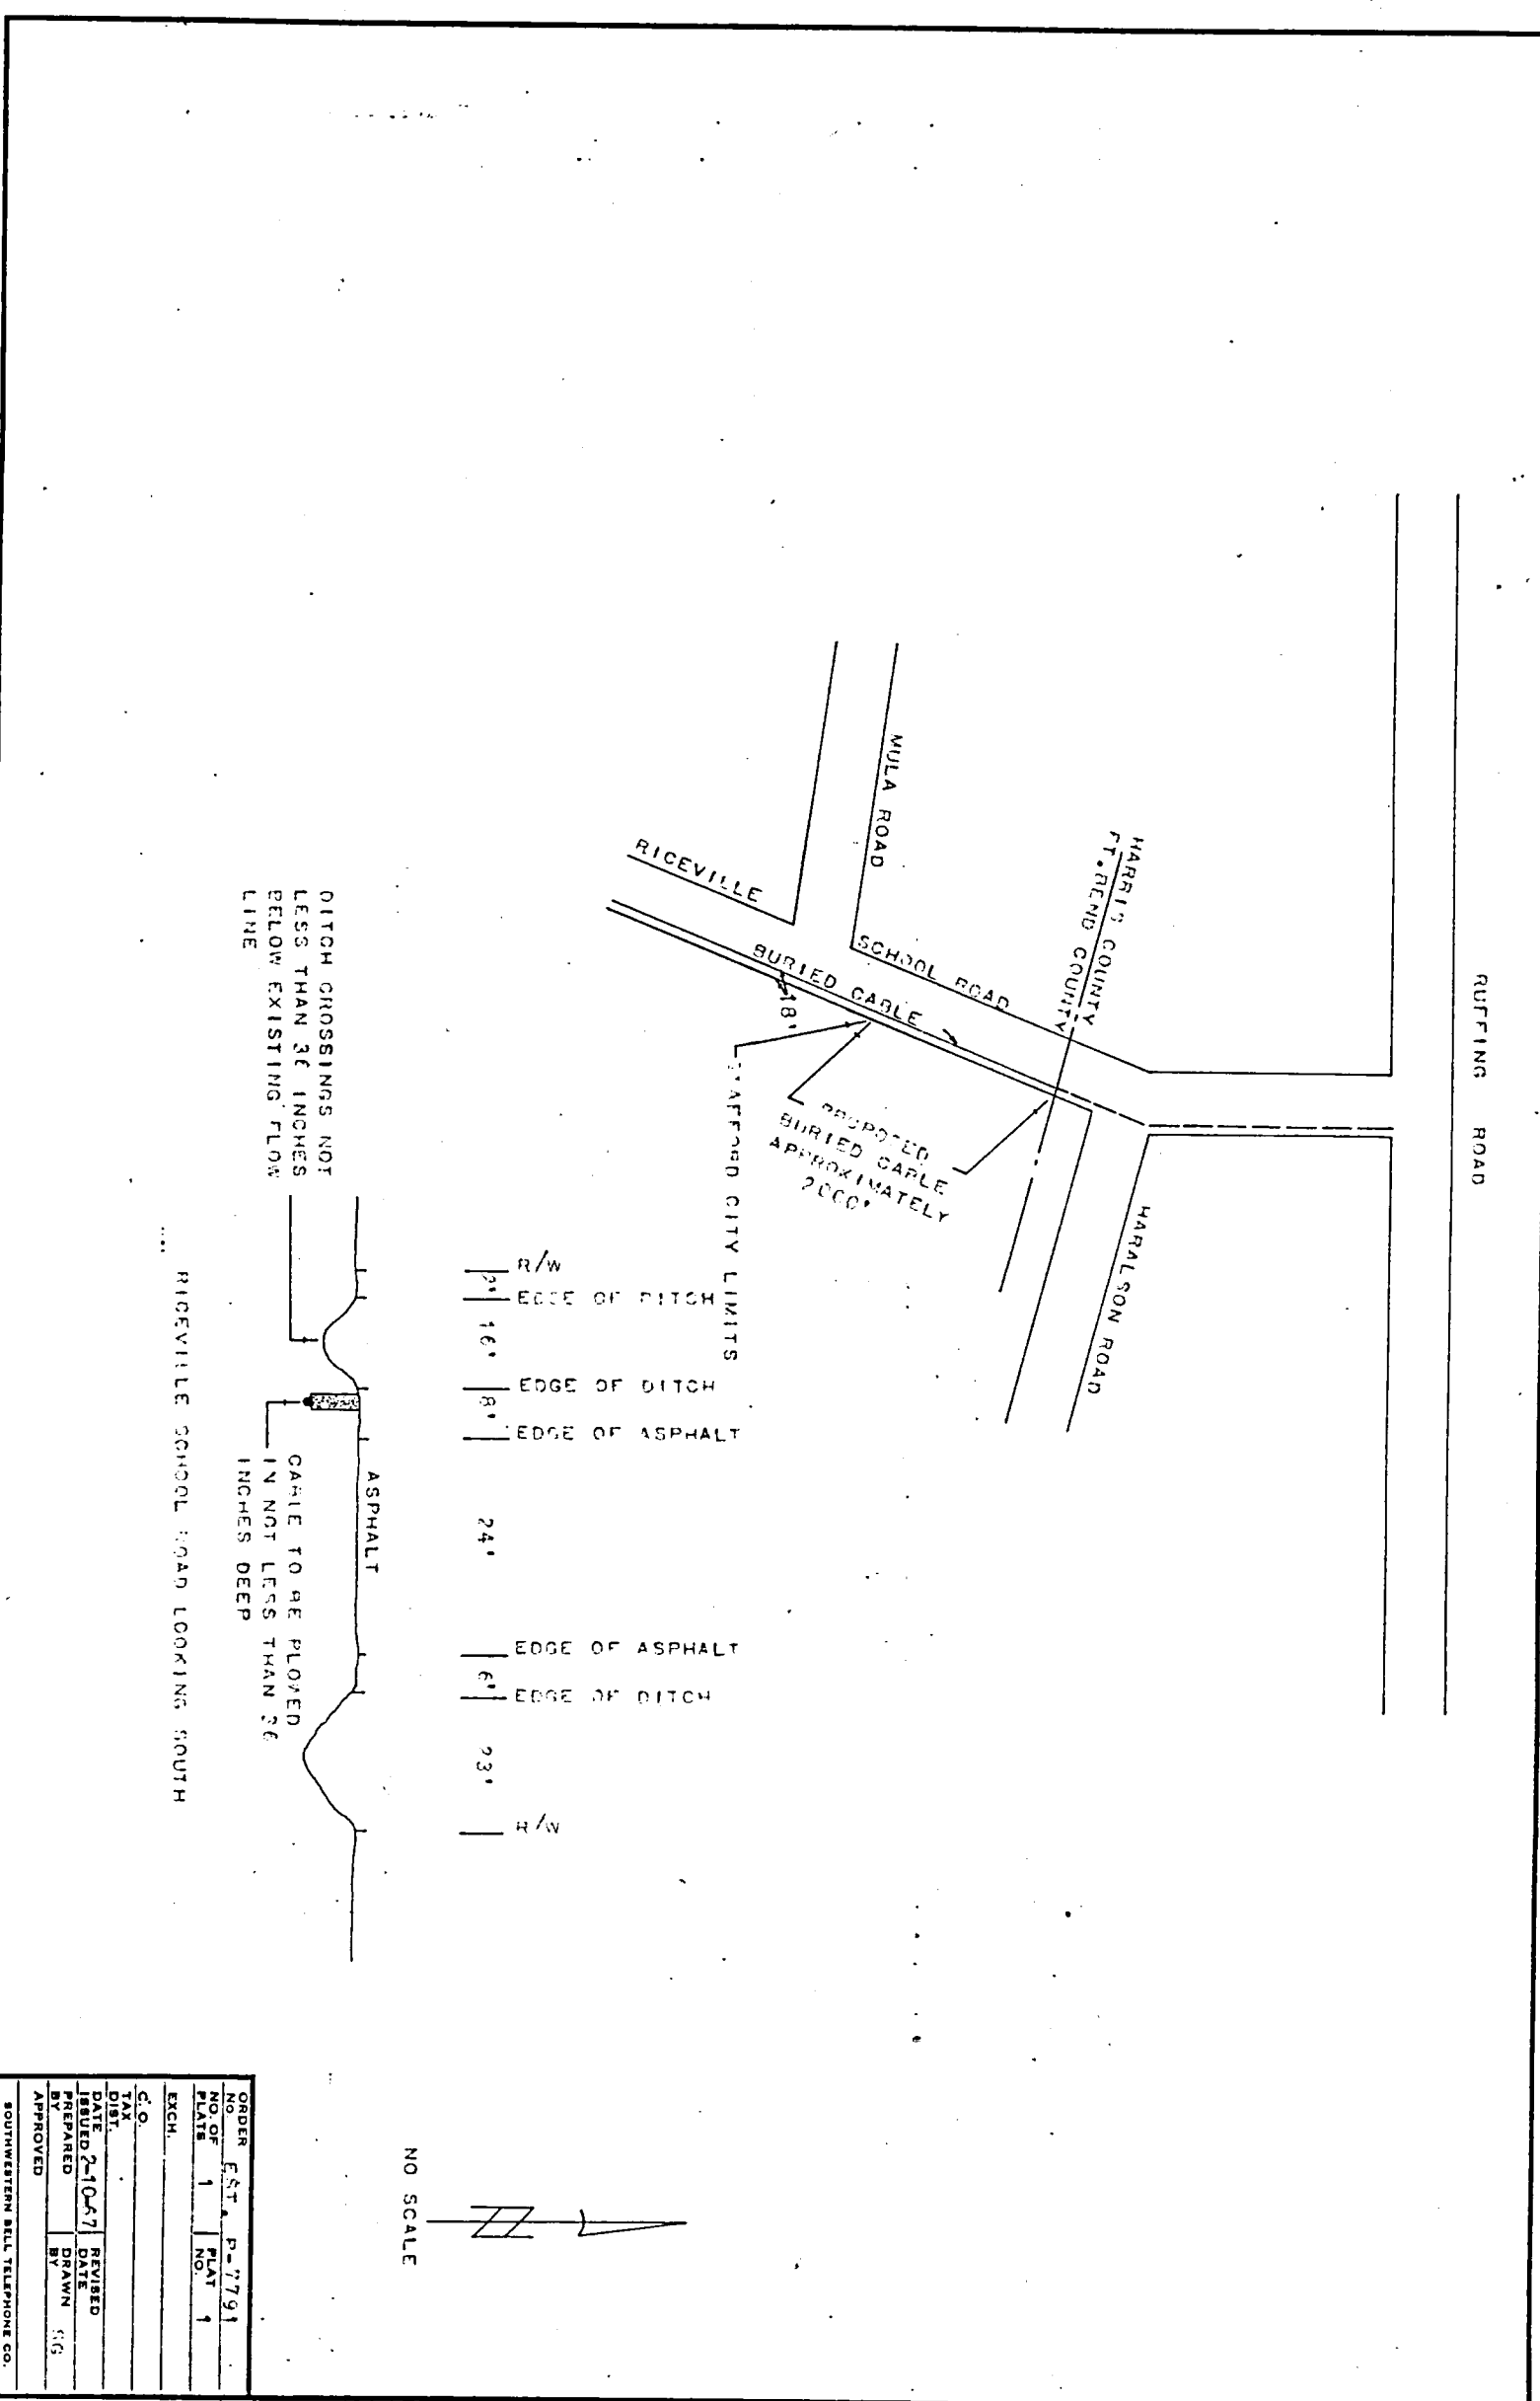 RUFFING ROAD
HARRIS COUNTY
FT. BEND COUNTY
MULA ROAD
HARALSON ROAD
SCHOOL ROAD
RICEVILLE
BURIED CABLE
18'
PROPOSED
BURIED CABLE
APPROXIMATELY
2000'
STAFFORD CITY LIMITS
R/W
2'
EDGE OF DITCH
16'
EDGE OF DITCH
8'
EDGE OF ASPHALT
24'
EDGE OF ASPHALT
6'
EDGE OF DITCH
23'
R/W
ASPHALT
DITCH CROSSINGS NOT
LESS THAN 36 INCHES
BELOW EXISTING FLOW
LINE
CABLE TO BE PLOWED
IN NOT LESS THAN 36
INCHES DEEP
RICEVILLE SCHOOL ROAD LOOKING SOUTH
NO SCALE
N
ORDER NO. EST. P-7791
NO. OF PLATS 1 PLAT NO. 1
EXCH.
C.O.
TAX DIST.
DATE ISSUED 2-10-67 REVISED DATE
PREPARED BY DRAWN BY SG
APPROVED
SOUTHWESTERN BELL TELEPHONE CO.